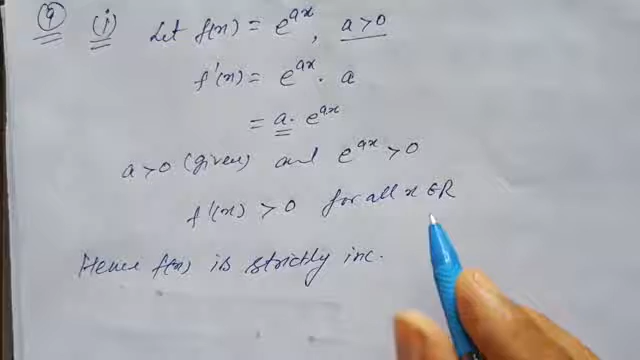 9 (i) Let f(x) = e^{ax}, a>0
f'(x) = e^{ax} · a
= a · e^{ax}
a>0 (given) and e^{ax} >0
f'(x) >0 for all x ∈ R
Hence f(x) is strictly inc.